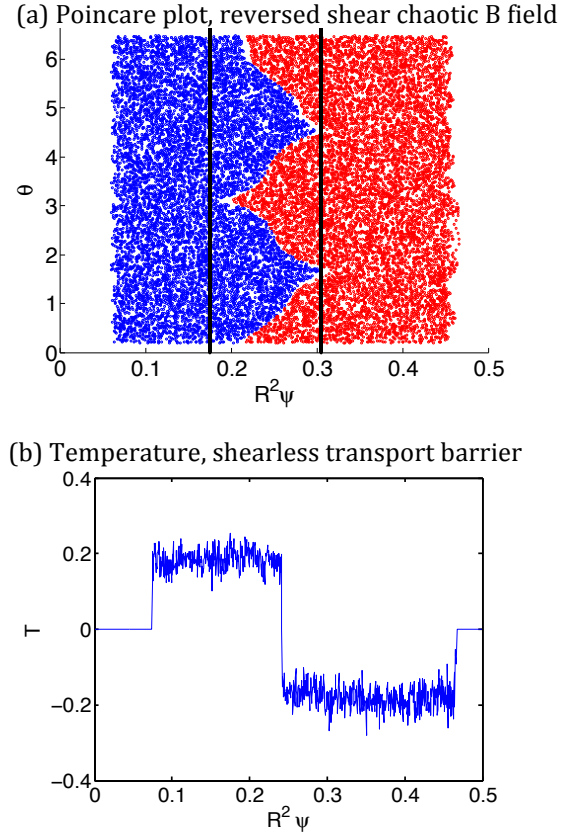 (a) Poincare plot, reversed shear chaotic B field
6
5
4
3
2
1
0
θ
0 0.1 0.2 0.3 0.4 0.5
R²ψ
(b) Temperature, shearless transport barrier
0.4
0.2
0
−0.2
−0.4
T
0 0.1 0.2 0.3 0.4 0.5
R² ψ